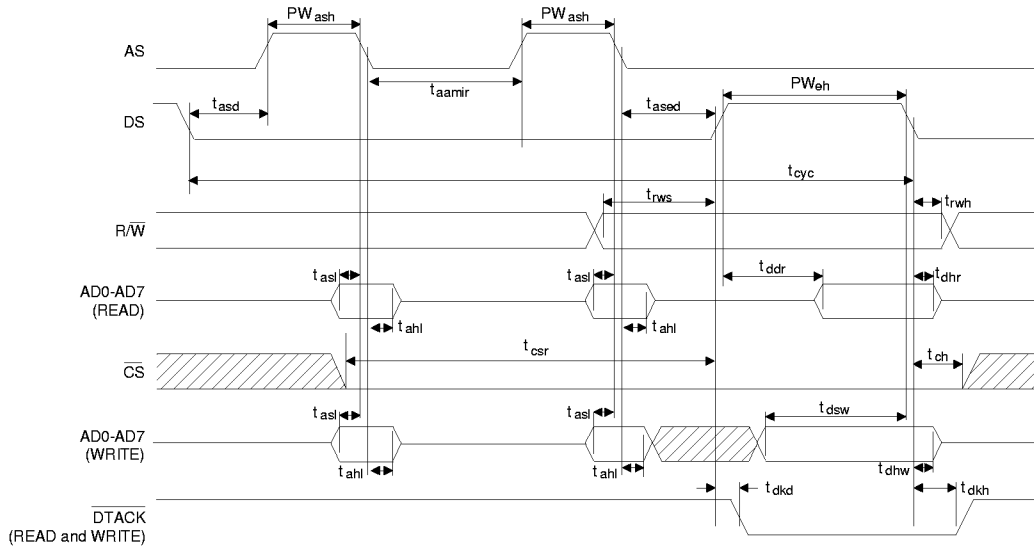 PWash
PWash
AS
taamir
PWeh
tasd
tased
DS
tcyc
trws
trwh
R/W
tasl
tasl
tddr
tdhr
AD0-AD7
(READ)
tahl
tahl
tcsr
tch
CS
tasl
tasl
tdsw
AD0-AD7
(WRITE)
tahl
tahl
tdhw
tdkd
tdkh
DTACK
(READ and WRITE)